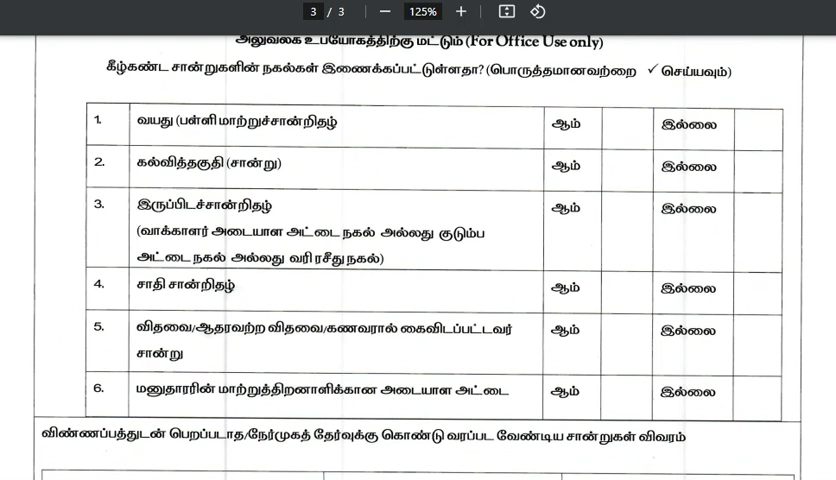 3 / 3 125%
அலுவலக உபயோகத்திற்கு மட்டும் (For Office Use only)
கீழ்கண்ட சான்றுகளின் நகல்கள் இணைக்கப்பட்டுள்ளதா? (பொருத்தமானவற்றை ✓ செய்யவும்)
1. வயது (பள்ளி மாற்றுச்சான்றிதழ் ஆம் இல்லை
2. கல்வித்தகுதி (சான்று) ஆம் இல்லை
3. இருப்பிடச்சான்றிதழ் ஆம் இல்லை
(வாக்காளர் அடையாள அட்டை நகல் அல்லது குடும்ப
அட்டை நகல் அல்லது வரி ரசீது நகல்)
4. சாதி சான்றிதழ் ஆம் இல்லை
5. விதவை/ஆதரவற்ற விதவை/கணவரால் கைவிடப்பட்டவர் ஆம் இல்லை
சான்று
6. மனுதாரரின் மாற்றுத்திறனாளிக்கான அடையாள அட்டை ஆம் இல்லை
விண்ணப்பத்துடன் பெறப்படாத/நேர்முகத் தேர்வுக்கு கொண்டு வரப்பட வேண்டிய சான்றுகள் விவரம்